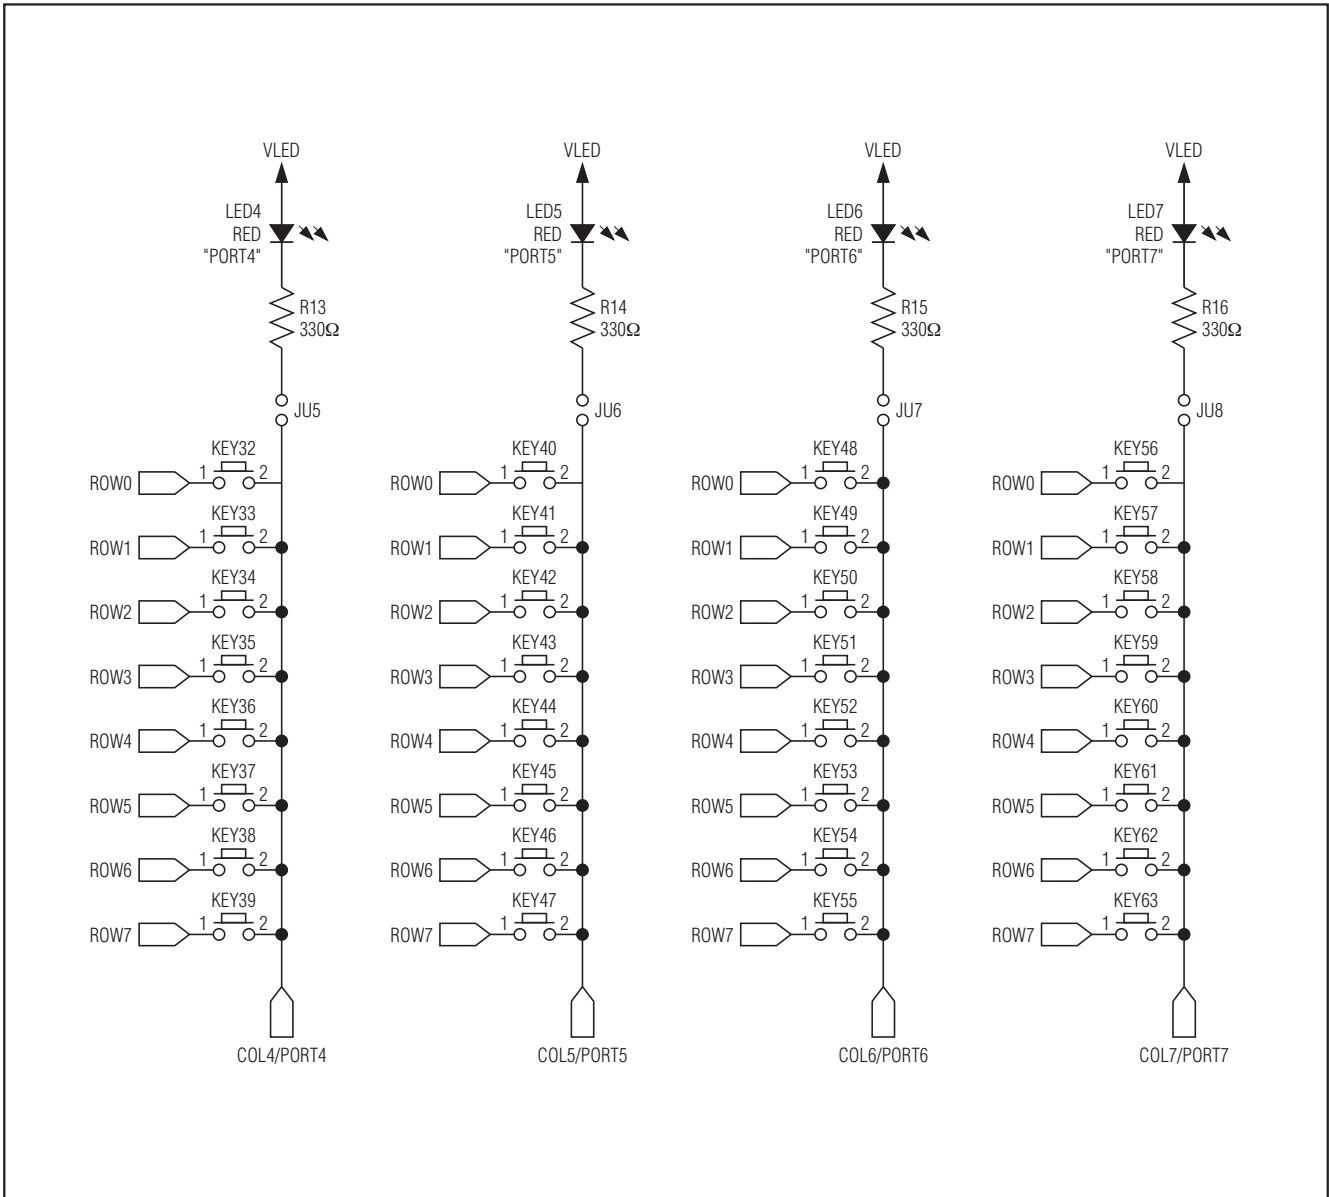 VLED VLED VLED VLED
LED4 LED5 LED6 LED7
RED RED RED RED
"PORT4" "PORT5" "PORT6" "PORT7"
R13 R14 R15 R16
330Ω 330Ω 330Ω 330Ω
JU5 JU6 JU7 JU8
KEY32 KEY40 KEY48 KEY56
ROW0 1 2 ROW0 1 2 ROW0 1 2 ROW0 1 2
KEY33 KEY41 KEY49 KEY57
ROW1 1 2 ROW1 1 2 ROW1 1 2 ROW1 1 2
KEY34 KEY42 KEY50 KEY58
ROW2 1 2 ROW2 1 2 ROW2 1 2 ROW2 1 2
KEY35 KEY43 KEY51 KEY59
ROW3 1 2 ROW3 1 2 ROW3 1 2 ROW3 1 2
KEY36 KEY44 KEY52 KEY60
ROW4 1 2 ROW4 1 2 ROW4 1 2 ROW4 1 2
KEY37 KEY45 KEY53 KEY61
ROW5 1 2 ROW5 1 2 ROW5 1 2 ROW5 1 2
KEY38 KEY46 KEY54 KEY62
ROW6 1 2 ROW6 1 2 ROW6 1 2 ROW6 1 2
KEY39 KEY47 KEY55 KEY63
ROW7 1 2 ROW7 1 2 ROW7 1 2 ROW7 1 2
COL4/PORT4 COL5/PORT5 COL6/PORT6 COL7/PORT7